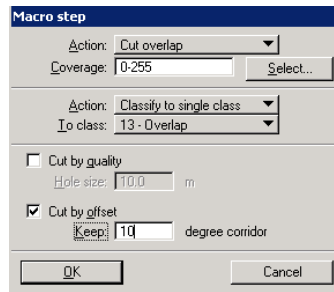 Macro step
Action: Cut overlap
Coverage: 0-255 Select...
Action: Classify to single class
To class: 13 - Overlap
Cut by quality
Hole size: 10.0 m
Cut by offset
Keep: 10 degree corridor
OK Cancel